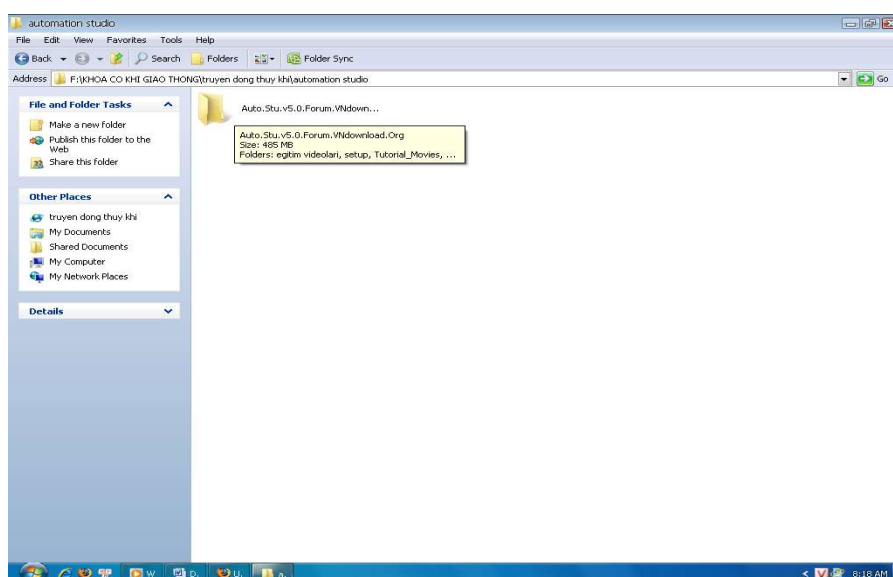 automation studio
File Edit View Favorites Tools Help
Back Search Folders Folder Sync
Address F:\KHOA CO KHI GIAO THONG\truyen dong thuy khi\automation studio Go
File and Folder Tasks
Make a new folder
Publish this folder to the
Web
Share this folder
Other Places
truyen dong thuy khi
My Documents
Shared Documents
My Computer
My Network Places
Details
Auto.Stu.v5.0.Forum.VNdown...
Auto.Stu.v5.0.Forum.VNdownload.Org
Size: 485 MB
Folders: egitim videolari, setup, Tutorial_Movies, ...
W D. U. a. 8:18 AM